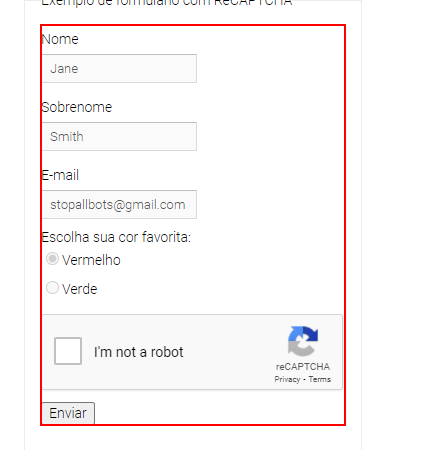 Exemplo de formulário com ReCAPTCHA
Nome
Jane
Sobrenome
Smith
E-mail
stopallbots@gmail.com
Escolha sua cor favorita:
Vermelho
Verde
I'm not a robot
reCAPTCHA
Privacy - Terms
Enviar